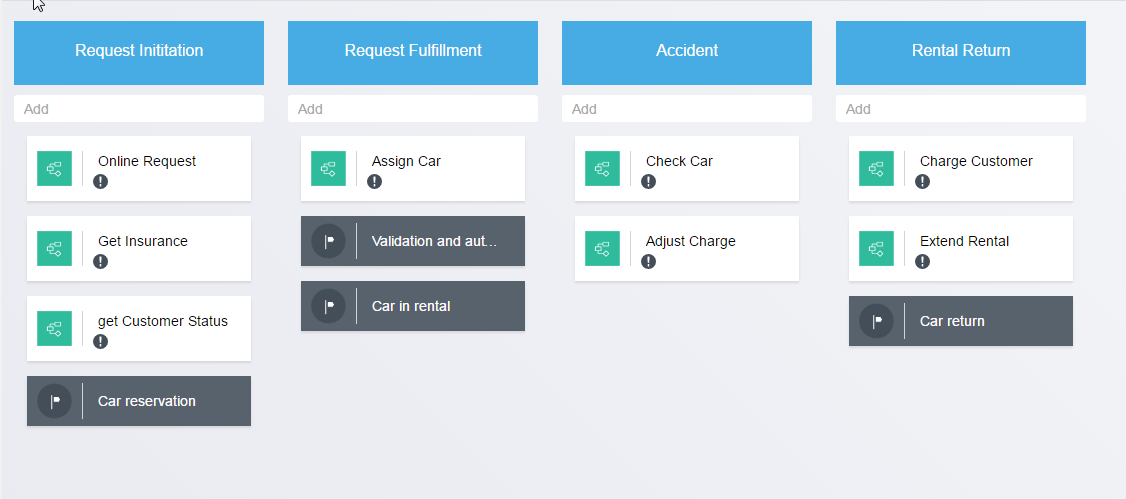 Request Inititation
Add
Online Request
Get Insurance
get Customer Status
Car reservation
Request Fulfillment
Add
Assign Car
Validation and aut...
Car in rental
Accident
Add
Check Car
Adjust Charge
Rental Return
Add
Charge Customer
Extend Rental
Car return